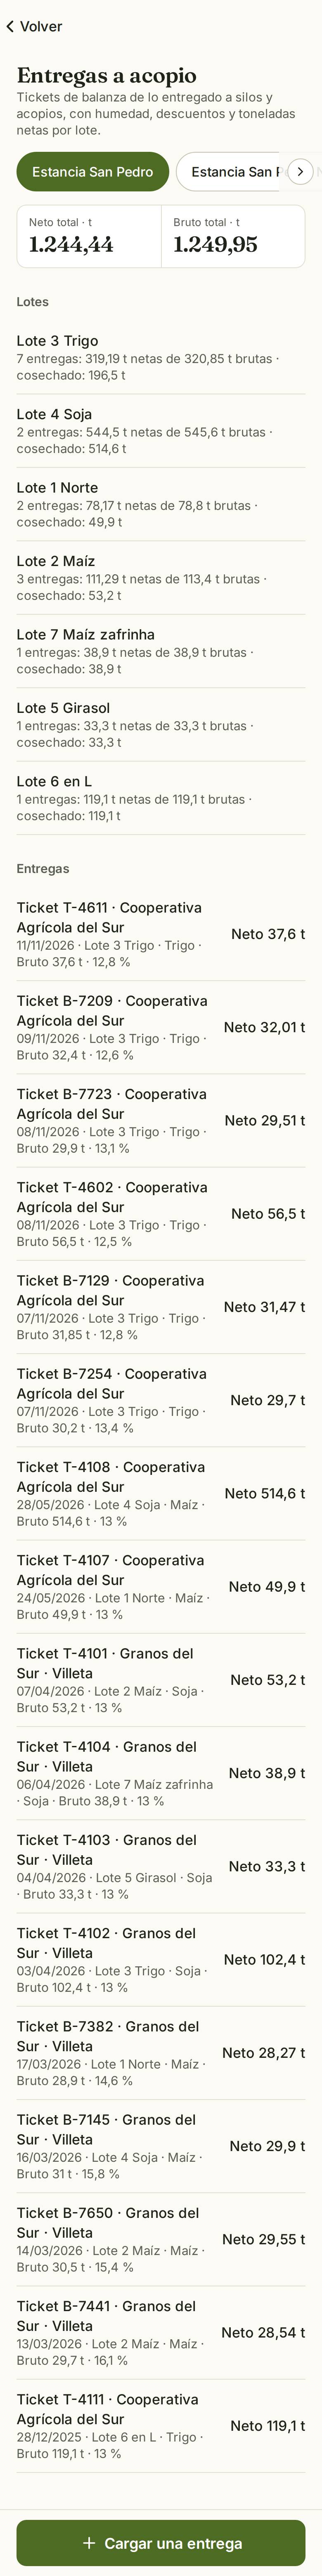 Volver
Entregas a acopio
Tickets de balanza de lo entregado a silos y
acopios, con humedad, descuentos y toneladas
netas por lote.
Estancia San Pedro
Estancia San
Neto total · t
1.244,44
Bruto total · t
1.249,95
Lotes
Lote 3 Trigo
7 entregas: 319,19 t netas de 320,85 t brutas ·
cosechado: 196,5 t
Lote 4 Soja
2 entregas: 544,5 t netas de 545,6 t brutas ·
cosechado: 514,6 t
Lote 1 Norte
2 entregas: 78,17 t netas de 78,8 t brutas ·
cosechado: 49,9 t
Lote 2 Maíz
3 entregas: 111,29 t netas de 113,4 t brutas ·
cosechado: 53,2 t
Lote 7 Maíz zafrinha
1 entregas: 38,9 t netas de 38,9 t brutas ·
cosechado: 38,9 t
Lote 5 Girasol
1 entregas: 33,3 t netas de 33,3 t brutas ·
cosechado: 33,3 t
Lote 6 en L
1 entregas: 119,1 t netas de 119,1 t brutas ·
cosechado: 119,1 t
Entregas
Ticket T-4611 · Cooperativa
Agrícola del Sur
11/11/2026 · Lote 3 Trigo · Trigo ·
Bruto 37,6 t · 12,8 %
Neto 37,6 t
Ticket B-7209 · Cooperativa
Agrícola del Sur
09/11/2026 · Lote 3 Trigo · Trigo ·
Bruto 32,4 t · 12,6 %
Neto 32,01 t
Ticket B-7723 · Cooperativa
Agrícola del Sur
08/11/2026 · Lote 3 Trigo · Trigo ·
Bruto 29,9 t · 13,1 %
Neto 29,51 t
Ticket T-4602 · Cooperativa
Agrícola del Sur
08/11/2026 · Lote 3 Trigo · Trigo ·
Bruto 56,5 t · 12,5 %
Neto 56,5 t
Ticket B-7129 · Cooperativa
Agrícola del Sur
07/11/2026 · Lote 3 Trigo · Trigo ·
Bruto 31,85 t · 12,8 %
Neto 31,47 t
Ticket B-7254 · Cooperativa
Agrícola del Sur
07/11/2026 · Lote 3 Trigo · Trigo ·
Bruto 30,2 t · 13,4 %
Neto 29,7 t
Ticket T-4108 · Cooperativa
Agrícola del Sur
28/05/2026 · Lote 4 Soja · Maíz ·
Bruto 514,6 t · 13 %
Neto 514,6 t
Ticket T-4107 · Cooperativa
Agrícola del Sur
24/05/2026 · Lote 1 Norte · Maíz ·
Bruto 49,9 t · 13 %
Neto 49,9 t
Ticket T-4101 · Granos del
Sur · Villeta
07/04/2026 · Lote 2 Maíz · Soja ·
Bruto 53,2 t · 13 %
Neto 53,2 t
Ticket T-4104 · Granos del
Sur · Villeta
06/04/2026 · Lote 7 Maíz zafrinha
· Soja · Bruto 38,9 t · 13 %
Neto 38,9 t
Ticket T-4103 · Granos del
Sur · Villeta
04/04/2026 · Lote 5 Girasol · Soja
· Bruto 33,3 t · 13 %
Neto 33,3 t
Ticket T-4102 · Granos del
Sur · Villeta
03/04/2026 · Lote 3 Trigo · Soja ·
Bruto 102,4 t · 13 %
Neto 102,4 t
Ticket B-7382 · Granos del
Sur · Villeta
17/03/2026 · Lote 1 Norte · Maíz ·
Bruto 28,9 t · 14,6 %
Neto 28,27 t
Ticket B-7145 · Granos del
Sur · Villeta
16/03/2026 · Lote 4 Soja · Maíz ·
Bruto 31 t · 15,8 %
Neto 29,9 t
Ticket B-7650 · Granos del
Sur · Villeta
14/03/2026 · Lote 2 Maíz · Maíz ·
Bruto 30,5 t · 15,4 %
Neto 29,55 t
Ticket B-7441 · Granos del
Sur · Villeta
13/03/2026 · Lote 2 Maíz · Maíz ·
Bruto 29,7 t · 16,1 %
Neto 28,54 t
Ticket T-4111 · Cooperativa
Agrícola del Sur
28/12/2025 · Lote 6 en L · Trigo ·
Bruto 119,1 t · 13 %
Neto 119,1 t
Cargar una entrega